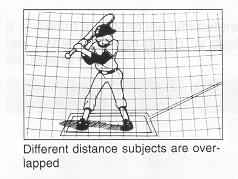 Different distance subjects are over-
lapped